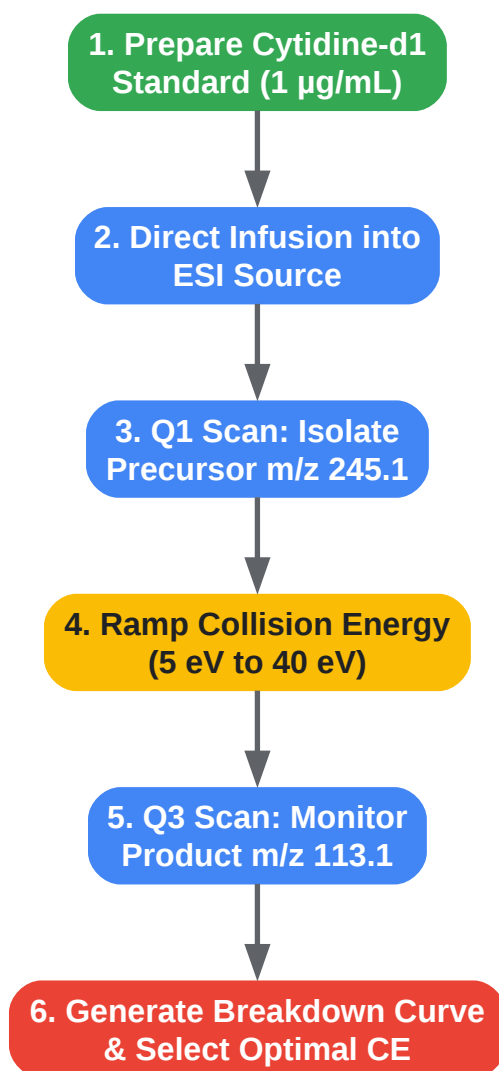 1. Prepare Cytidine-d1
Standard (1 µg/mL)
2. Direct Infusion into
ESI Source
3. Q1 Scan: Isolate
Precursor m/z 245.1
4. Ramp Collision Energy
(5 eV to 40 eV)
5. Q3 Scan: Monitor
Product m/z 113.1
6. Generate Breakdown Curve
& Select Optimal CE